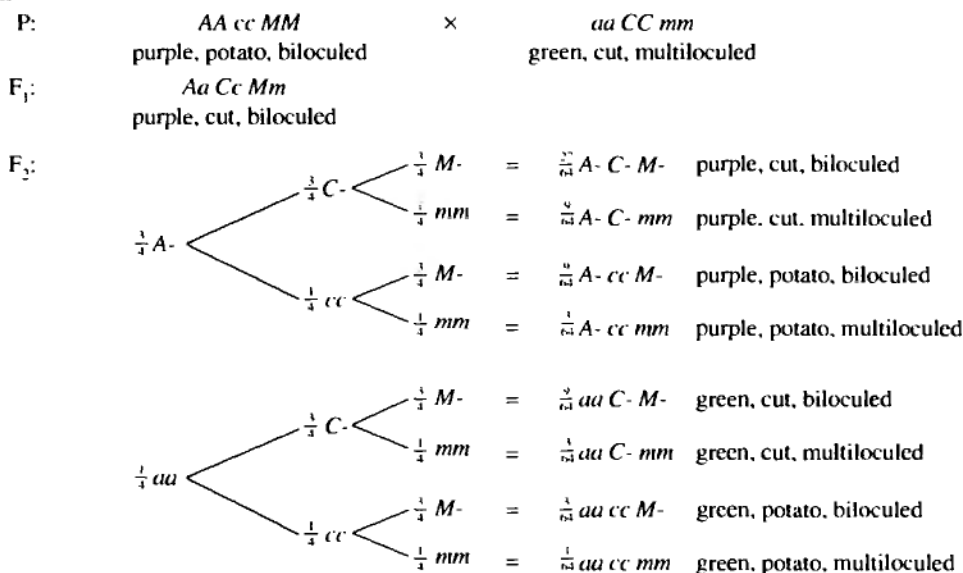 P: AA cc MM × aa CC mm
purple, potato, biloculed green, cut, multiloculed
F₁: Aa Cc Mm
purple, cut, biloculed
F₂:
3/4 M- = 27/64 A- C- M- purple, cut, biloculed
3/4 C-
1/4 mm = 9/64 A- C- mm purple. cut. multiloculed
3/4 A-
3/4 M- = 9/64 A- cc M- purple, potato, biloculed
1/4 cc
1/4 mm = 3/64 A- cc mm purple, potato, multiloculed
3/4 M- = 9/64 aa C- M- green, cut, biloculed
3/4 C-
1/4 mm = 3/64 aa C- mm green, cut, multiloculed
1/4 aa
3/4 M- = 3/64 aa cc M- green, potato, biloculed
1/4 cc
1/4 mm = 1/64 aa cc mm green, potato, multiloculed